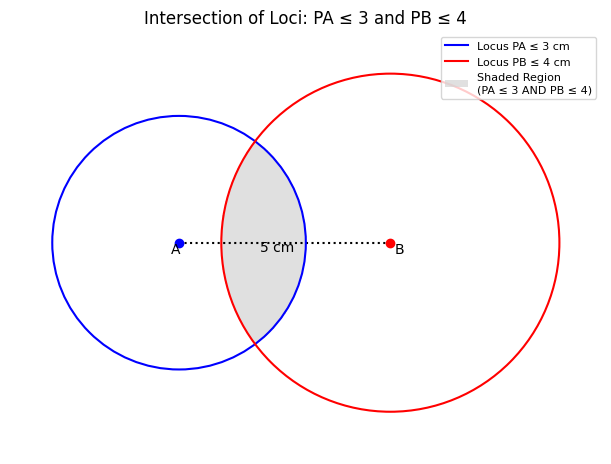 Intersection of Loci: PA ≤ 3 and PB ≤ 4
Locus PA ≤ 3 cm
Locus PB ≤ 4 cm
Shaded Region
(PA ≤ 3 AND PB ≤ 4)
A
5 cm
B